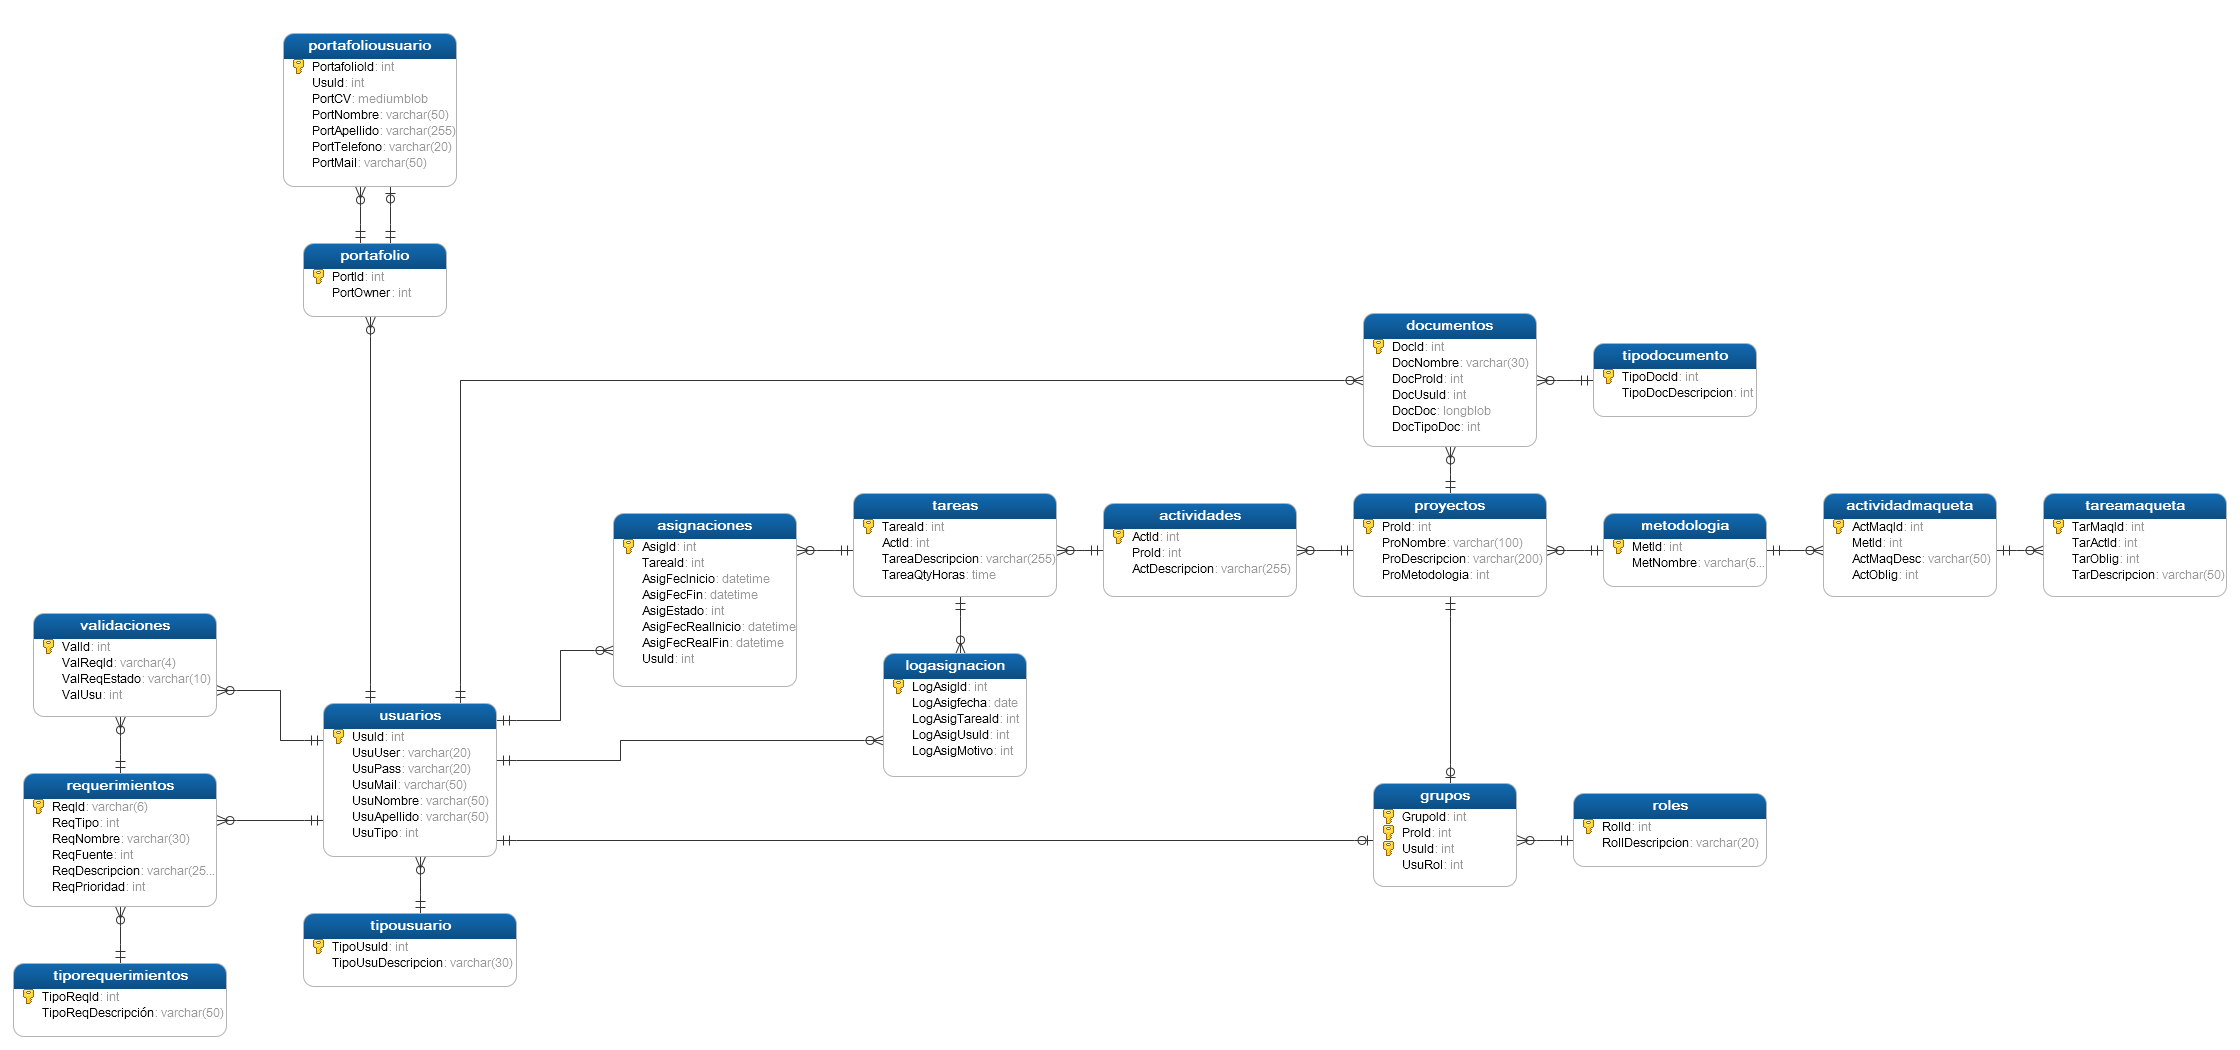 portafoliousuario
PortafolioId: int
UsuId: int
PortCV: mediumblob
PortNombre: varchar(50)
PortApellido: varchar(255)
PortTelefono: varchar(20)
PortMail: varchar(50)
portafolio
PortId: int
PortOwner: int
documentos
DocId: int
DocNombre: varchar(30)
DocProId: int
DocUsuId: int
DocDoc: longblob
DocTipoDoc: int
tipodocumento
TipoDocId: int
TipoDocDescripcion: int
asignaciones
AsigId: int
TareaId: int
AsigFecInicio: datetime
AsigFecFin: datetime
AsigEstado: int
AsigFecRealInicio: datetime
AsigFecRealFin: datetime
UsuId: int
tareas
TareaId: int
ActId: int
TareaDescripcion: varchar(255)
TareaQtyHoras: time
actividades
ActId: int
ProId: int
ActDescripcion: varchar(255)
proyectos
ProId: int
ProNombre: varchar(100)
ProDescripcion: varchar(200)
ProMetodologia: int
metodologia
MetId: int
MetNombre: varchar(5...
actividadmaqueta
ActMaqId: int
MetId: int
ActMaqDesc: varchar(50)
ActOblig: int
tareamaqueta
TarMaqId: int
TarActId: int
TarOblig: int
TarDescripcion: varchar(50)
validaciones
ValId: int
ValReqId: varchar(4)
ValReqEstado: varchar(10)
ValUsu: int
logasignacion
LogAsigId: int
LogAsigfecha: date
LogAsigTareaId: int
LogAsigUsuId: int
LogAsigMotivo: int
usuarios
UsuId: int
UsuUser: varchar(20)
UsuPass: varchar(20)
UsuMail: varchar(50)
UsuNombre: varchar(50)
UsuApellido: varchar(50)
UsuTipo: int
requerimientos
ReqId: varchar(6)
ReqTipo: int
ReqNombre: varchar(30)
ReqFuente: int
ReqDescripcion: varchar(25...
ReqPrioridad: int
grupos
GrupoId: int
ProId: int
UsuId: int
UsuRol: int
roles
RolId: int
RollDescripcion: varchar(20)
tipousuario
TipoUsuId: int
TipoUsuDescripcion: varchar(30)
tiporequerimientos
TipoReqId: int
TipoReqDescripción: varchar(50)